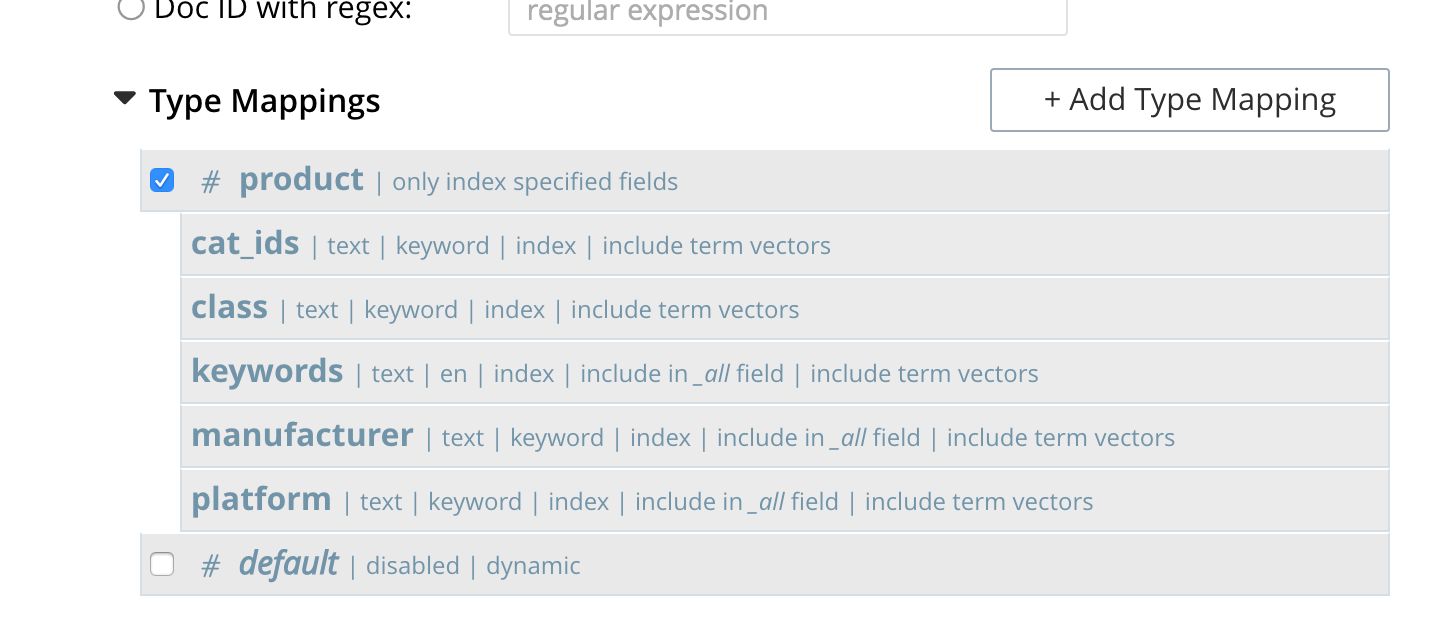 Doc ID with regex: regular expression
Type Mappings + Add Type Mapping
# product | only index specified fields
cat_ids | text | keyword | index | include term vectors
class | text | keyword | index | include term vectors
keywords | text | en | index | include in _all field | include term vectors
manufacturer | text | keyword | index | include in _all field | include term vectors
platform | text | keyword | index | include in _all field | include term vectors
# default | disabled | dynamic